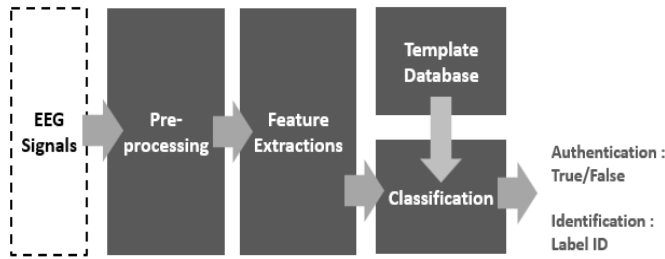 EEG
Signals
Pre-
processing
Feature
Extractions
Template
Database
Classification
Authentication :
True/False
Identification :
Label ID